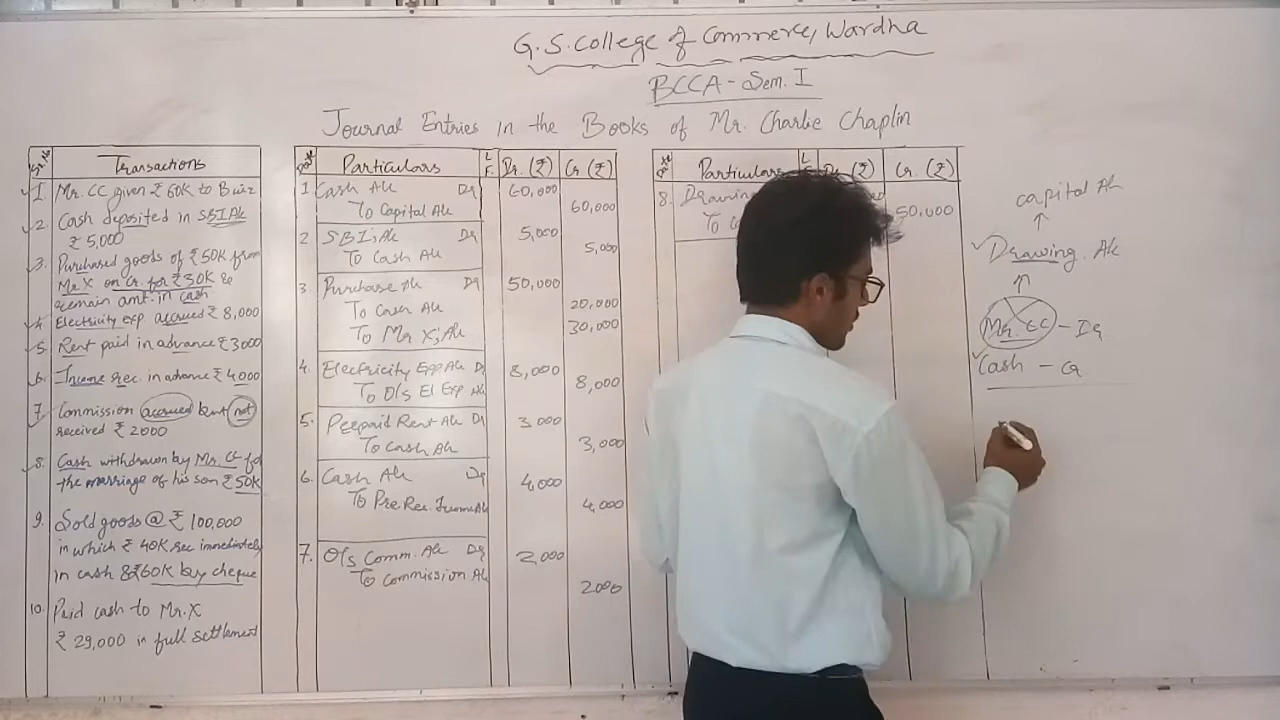 G.S. College of Commerce, Wardha
BCCA - Sem. I
Journal Entries in the Books of Mr. Charlie Chaplin
Sr. No
Transactions
1. Mr. CC given ₹ 60K to Buiz
2. Cash deposited in SBI A/c
₹ 5,000
3. Purchased goods of ₹ 50K from
Mr X on Cr. for ₹ 30K &
remain amt. in cash
4. Electricity exp accrued ₹ 8,000
5. Rent paid in advance ₹ 3000
6. Income rec. in advance ₹ 4000
7. Commission accrued but not
received ₹ 2000
8. Cash withdrawn by Mr. CC for
the marriage of his son ₹ 50K
9. Sold goods @ ₹ 100,000
in which ₹ 40K rec immediately
in cash & ₹ 60K by cheque
10. Paid cash to Mr. X
₹ 29,000 in full settlement
Date Particulars L.F. Dr. (₹) Cr (₹)
1 Cash A/c Dr 60,000
To Capital A/c 60,000
2 SBI's A/c Dr 5,000
To Cash A/c 5,000
3 Purchase A/c Dr 50,000
To Cash A/c 20,000
To Mr X's A/c 30,000
4. Electricity Exp A/c Dr 8,000
To O/s El Exp A/c 8,000
5. Prepaid Rent A/c Dr 3000
To Cash A/c 3,000
6. Cash A/c Dr 4,000
To Pre Rec. Income A/c 4,000
7. O/s Comm. A/c Dr 2,000
To Commission A/c 2000
Date Particulars L.F. Dr (₹) Cr. (₹)
8. Drawing
To 50,000
capital A/c
Drawing A/c
Mr. CC - Dr
Cash - Cr